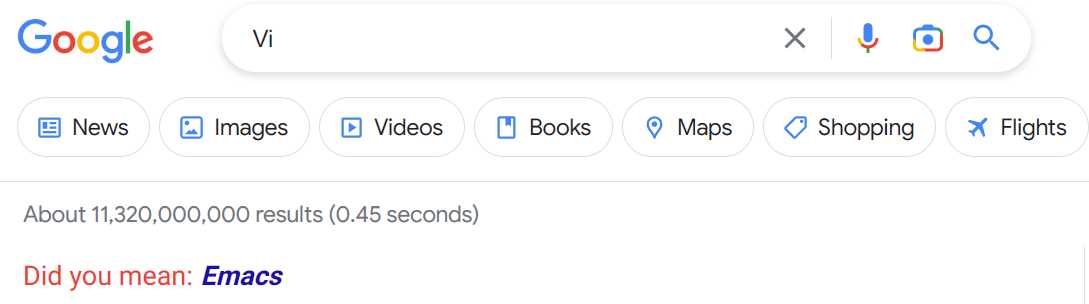 Google Vi
News Images Videos Books Maps Shopping Flights
About 11,320,000,000 results (0.45 seconds)
Did you mean: Emacs